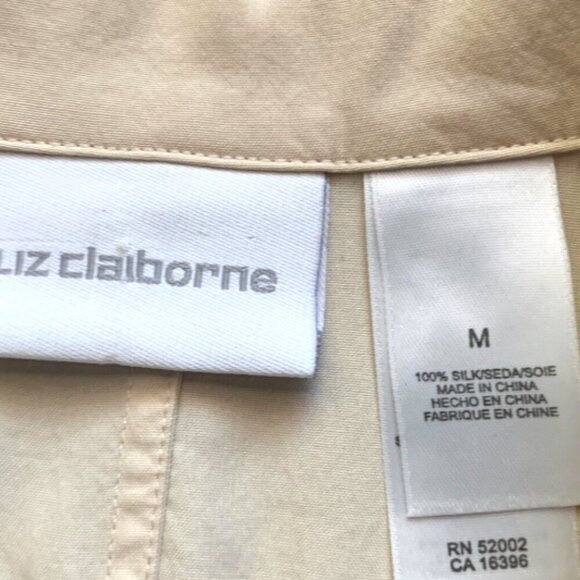 LIZ claiborne
M
100% SILK/SEDA/SOIE
MADE IN CHINA
HECHO EN CHINA
FABRIQUE EN CHINE
RN 52002
CA 16396